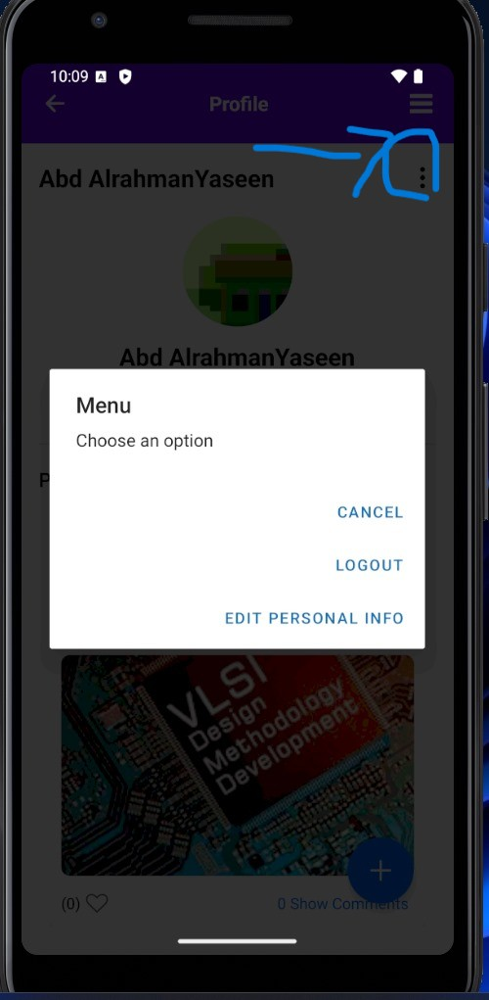 10:09 A
Profile
Abd AlrahmanYaseen
Abd AlrahmanYaseen
Menu
Choose an option
P
CANCEL
LOGOUT
EDIT PERSONAL INFO
VLSI
Design
Methodology
Development
(0) 0 Show Comments